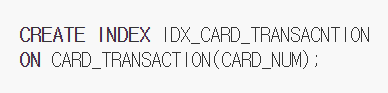 CREATE INDEX IDX_CARD_TRANSACNTION
ON CARD_TRANSACTION(CARD_NUM);